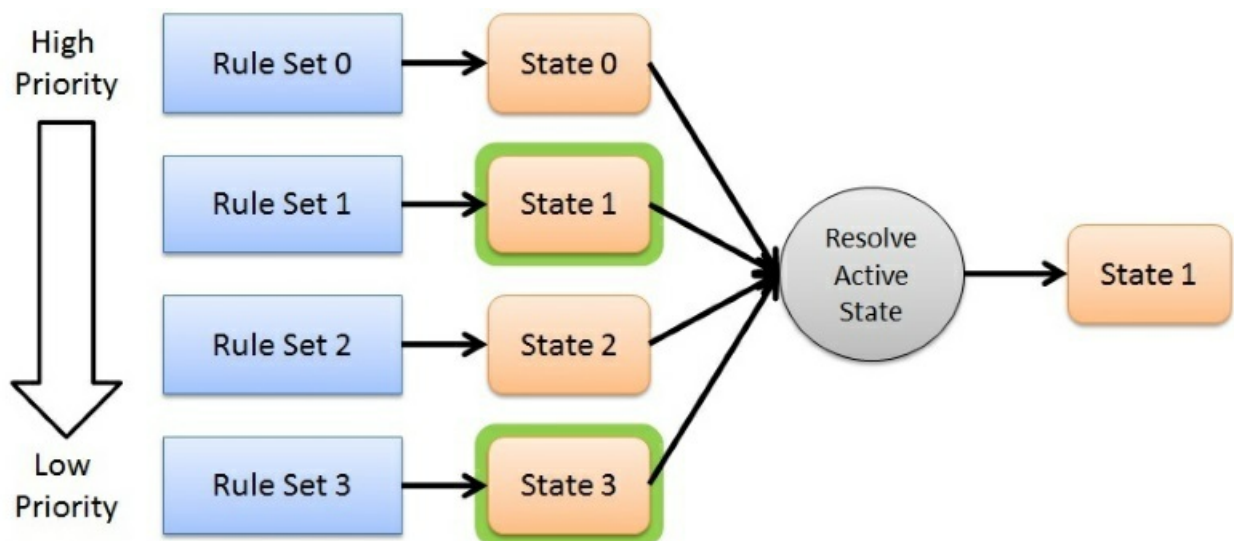 High
Priority
Rule Set 0
State 0
Rule Set 1
State 1
Rule Set 2
State 2
Rule Set 3
State 3
Low
Priority
Resolve
Active
State
State 1